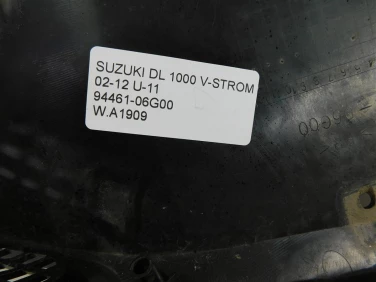 SUZUKI DL 1000 V-STROM
02-12 U-11
94461-06G00
W.A1909